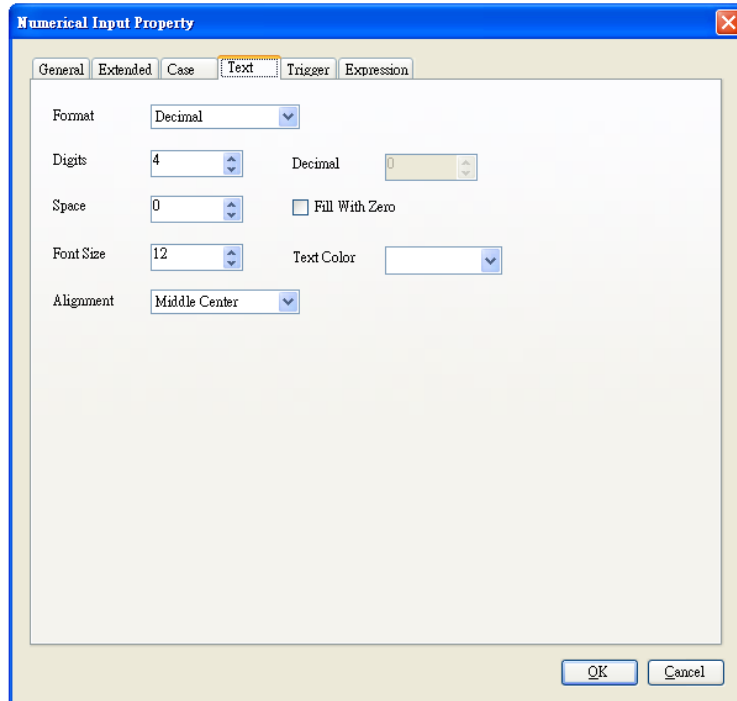 Numerical Input Property
General Extended Case Text Trigger Expression
Format Decimal
Digits 4 Decimal 0
Space 0 Fill With Zero
Font Size 12 Text Color
Alignment Middle Center
OK Cancel